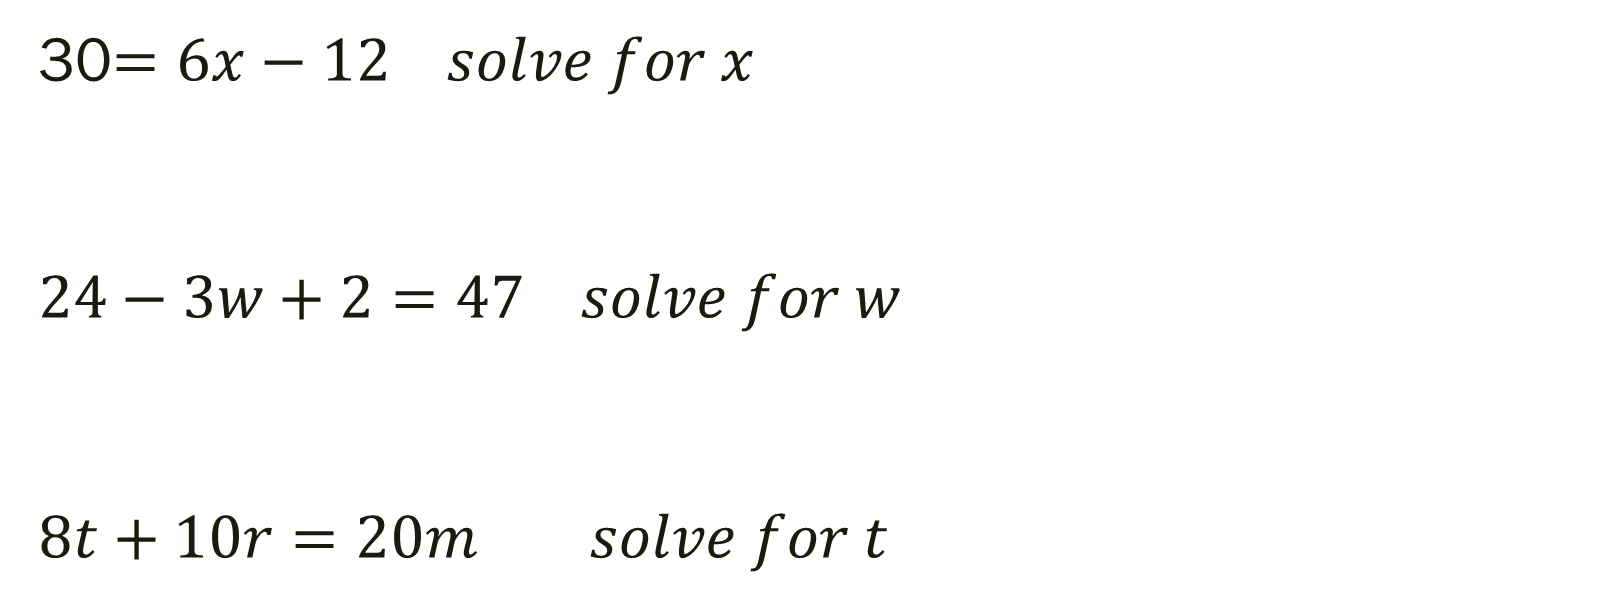 30= 6x − 12 solve for x
24 − 3w + 2 = 47 solve for w
8t + 10r = 20m solve for t